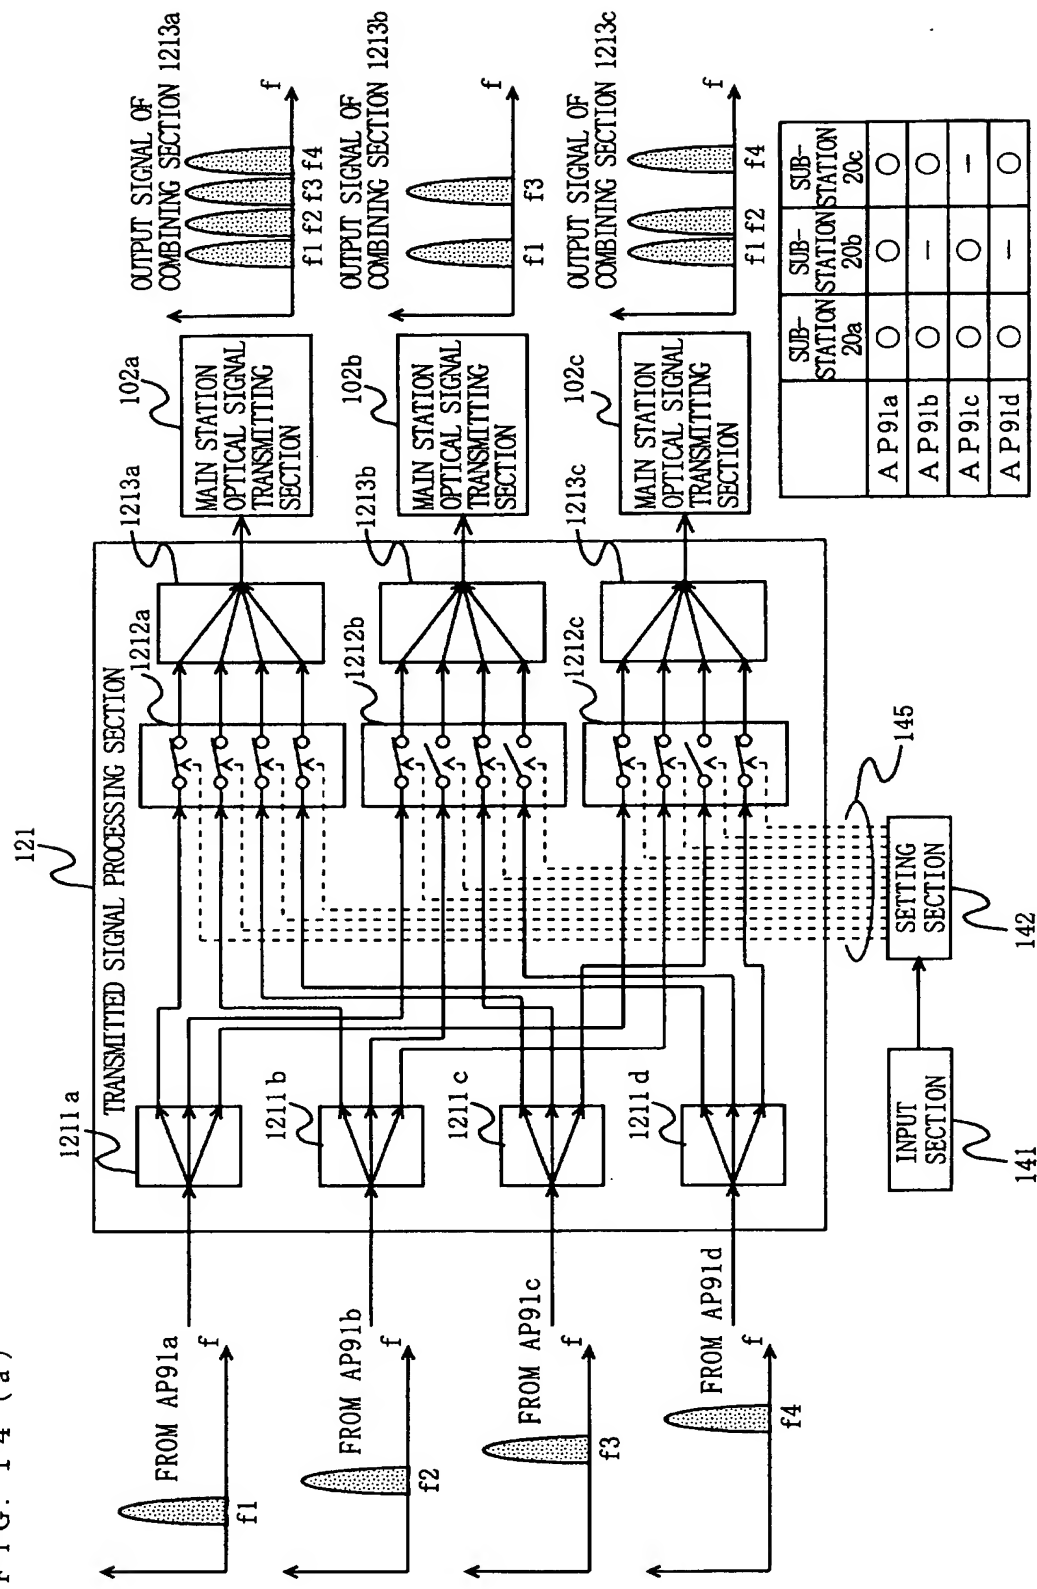 FIG. 14 (a)
FROM AP91a
f
f1
FROM AP91b
f
f2
FROM AP91c
f
f3
FROM AP91d
f
f4
121
TRANSMITTED SIGNAL PROCESSING SECTION
1211a
1211b
1211c
1211d
1212a
1212b
1212c
1213a
1213b
1213c
102a
MAIN STATION
OPTICAL SIGNAL
TRANSMITTING
SECTION
102b
MAIN STATION
OPTICAL SIGNAL
TRANSMITTING
SECTION
102c
MAIN STATION
OPTICAL SIGNAL
TRANSMITTING
SECTION
OUTPUT SIGNAL OF
COMBINING SECTION 1213a
f
f1 f2 f3 f4
OUTPUT SIGNAL OF
COMBINING SECTION 1213b
f
f1 f3
OUTPUT SIGNAL OF
COMBINING SECTION 1213c
f
f1 f2 f4
INPUT
SECTION
141
SETTING
SECTION
142
145
SUB-
STATION
20a
SUB-
STATION
20b
SUB-
STATION
20c
AP91a ○ ○ ○
AP91b ○ − ○
AP91c ○ ○ −
AP91d ○ − ○